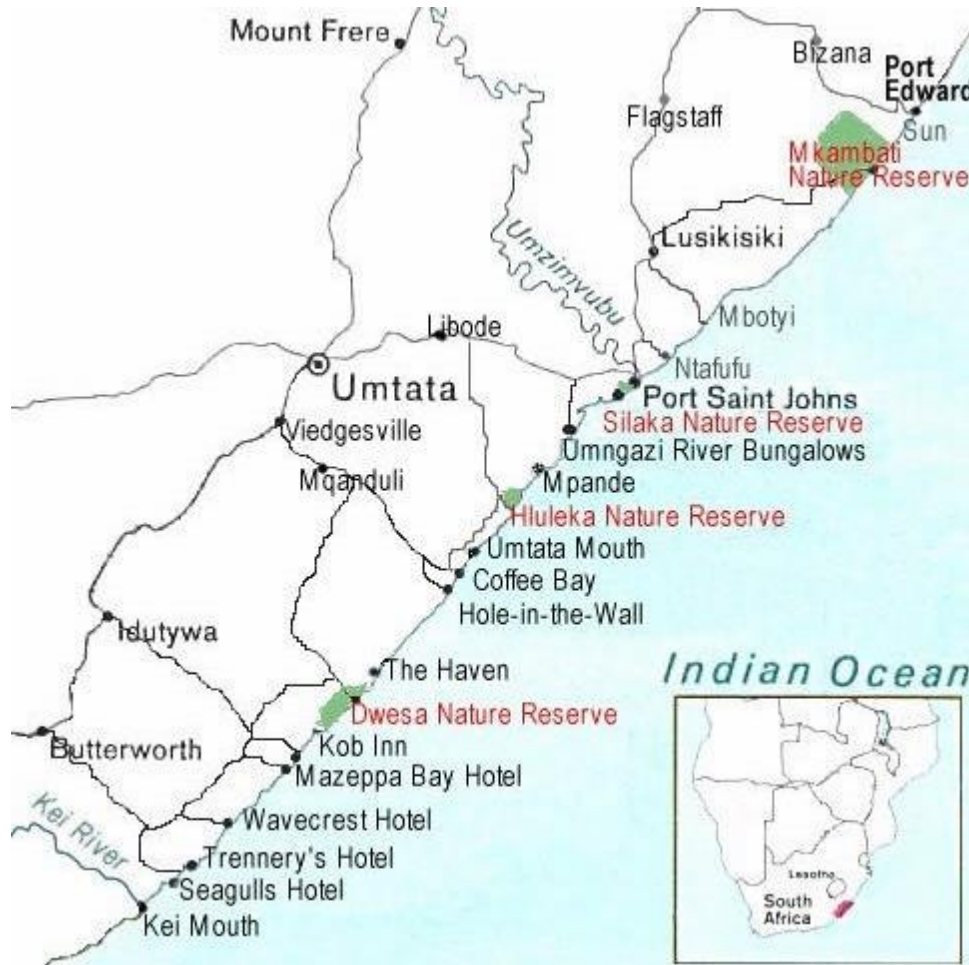 Mount Frere
Bizana
Port
Edward
Flagstaff
Sun
Mkambati
Nature Reserve
Lusikisiki
Umzimvubu
Mbotyi
Libode
Ntafufu
Umtata
Port Saint Johns
Silaka Nature Reserve
Viedgesville
Umngazi River Bungalows
Mqanduli
Mpande
Hluleka Nature Reserve
Umtata Mouth
Coffee Bay
Hole-in-the-Wall
Idutywa
The Haven
Indian Ocean
Dwesa Nature Reserve
Kob Inn
Butterworth
Mazeppa Bay Hotel
Kei River
Wavecrest Hotel
Trennery's Hotel
Seagulls Hotel
Kei Mouth
Lesotho
South
Africa